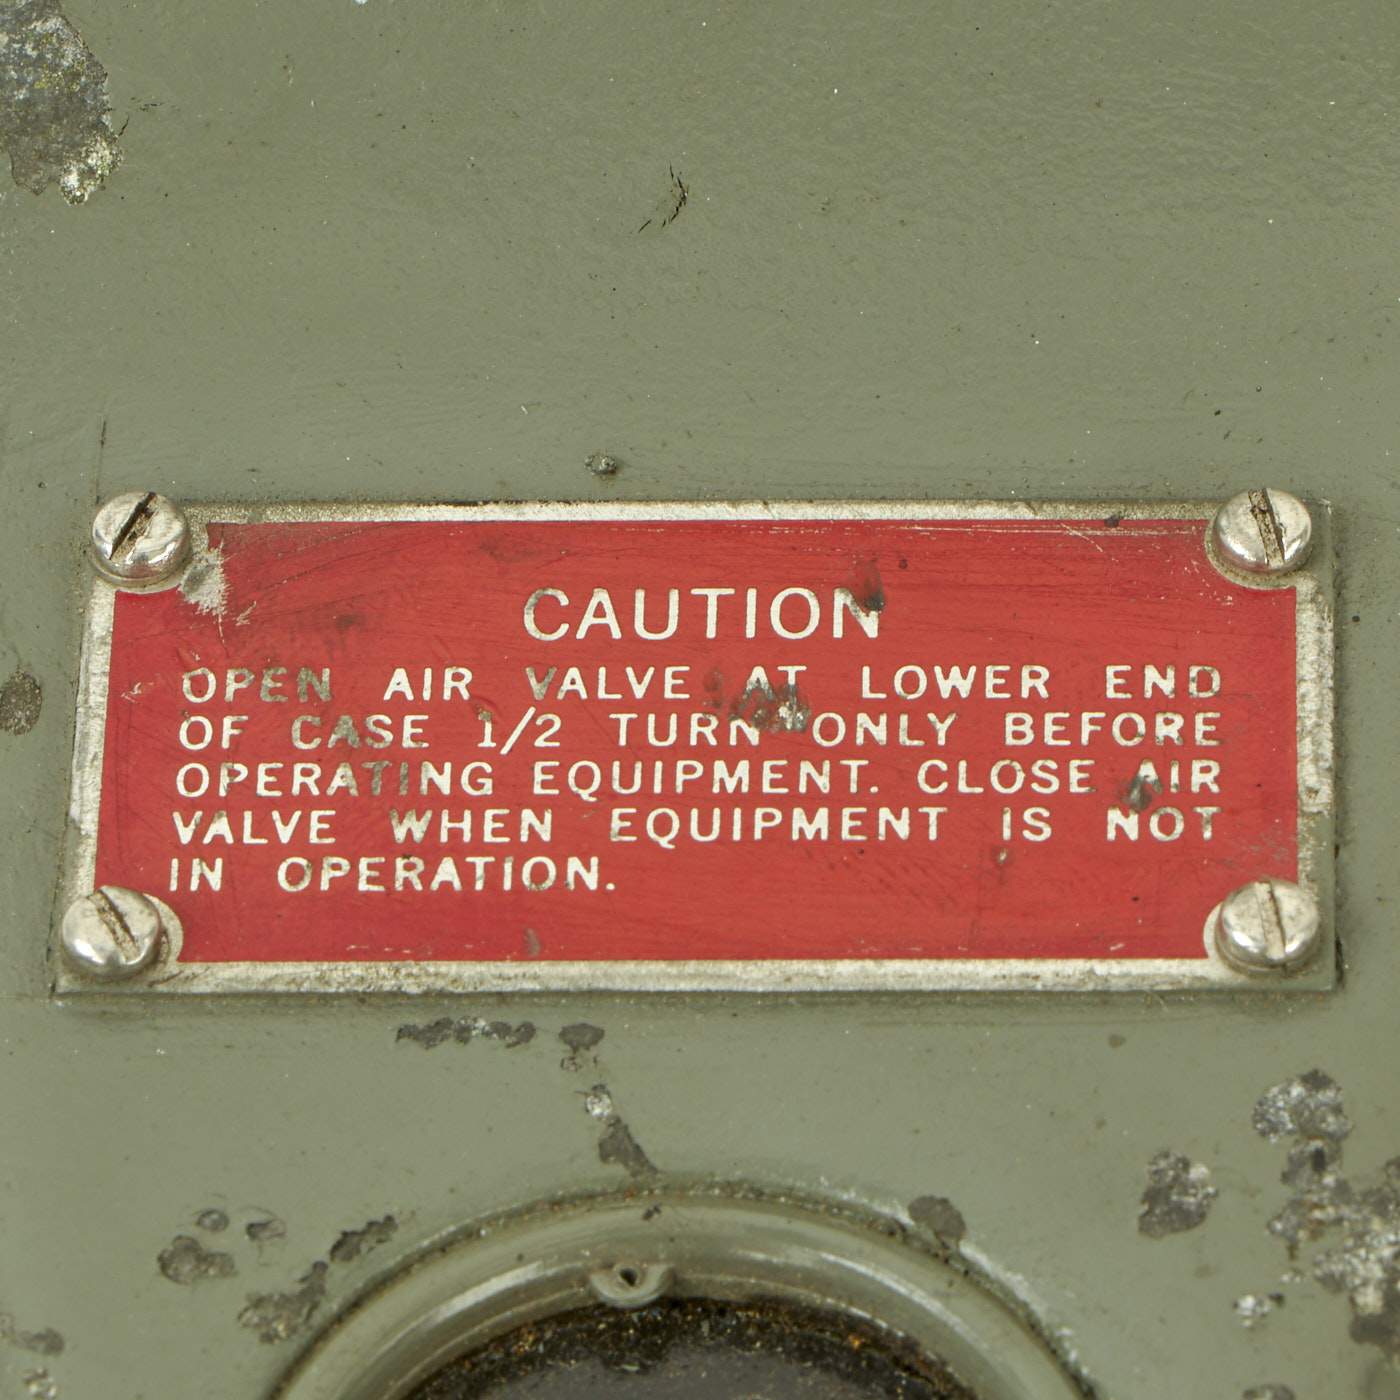 CAUTION
OPEN AIR VALVE AT LOWER END
OF CASE 1/2 TURN ONLY BEFORE
OPERATING EQUIPMENT. CLOSE AIR
VALVE WHEN EQUIPMENT IS NOT
IN OPERATION.